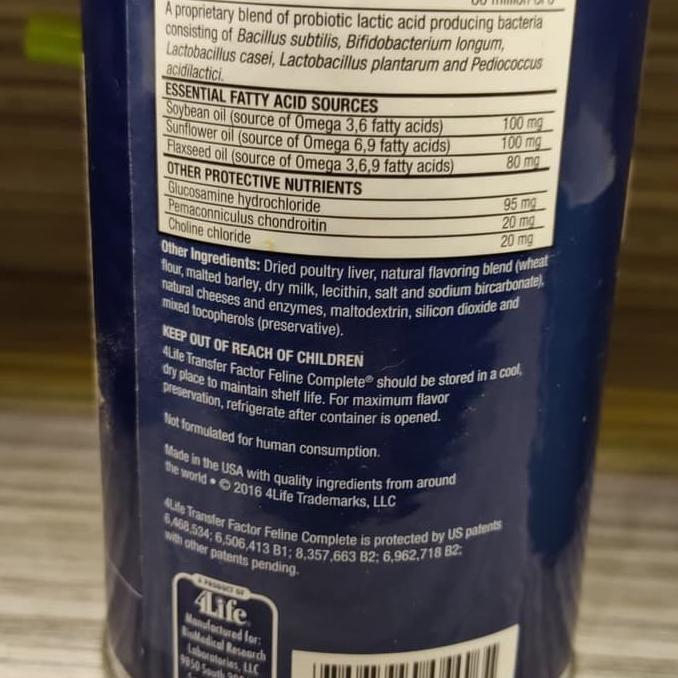 A proprietary blend of probiotic lactic acid producing bacteria
consisting of Bacillus subtilis, Bifidobacterium longum,
Lactobacillus casei, Lactobacillus plantarum and Pediococcus
acidilactici.
ESSENTIAL FATTY ACID SOURCES
Soybean oil (source of Omega 3,6 fatty acids) 100 mg
Sunflower oil (source of Omega 6,9 fatty acids) 100 mg
Flaxseed oil (source of Omega 3,6,9 fatty acids) 80 mg
OTHER PROTECTIVE NUTRIENTS
Glucosamine hydrochloride 95 mg
Pemaconniculus chondroitin 20 mg
Choline chloride 20 mg
Other Ingredients: Dried poultry liver, natural flavoring blend (wheat
flour, malted barley, dry milk, lecithin, salt and sodium bircarbonate),
natural cheeses and enzymes, maltodextrin, silicon dioxide and
mixed tocopherols (preservative).
KEEP OUT OF REACH OF CHILDREN
4Life Transfer Factor Feline Complete® should be stored in a cool,
dry place to maintain shelf life. For maximum flavor
preservation, refrigerate after container is opened.
Not formulated for human consumption.
Made in the USA with quality ingredients from around
the world • © 2016 4Life Trademarks, LLC
4Life Transfer Factor Feline Complete is protected by US patents
6,468,534; 6,506,413 B1; 8,357,663 B2; 6,962,718 B2;
with other patents pending.
A PRODUCT OF
4Life
Manufactured for:
BioMedical Research
Laboratories, LLC
9850 South